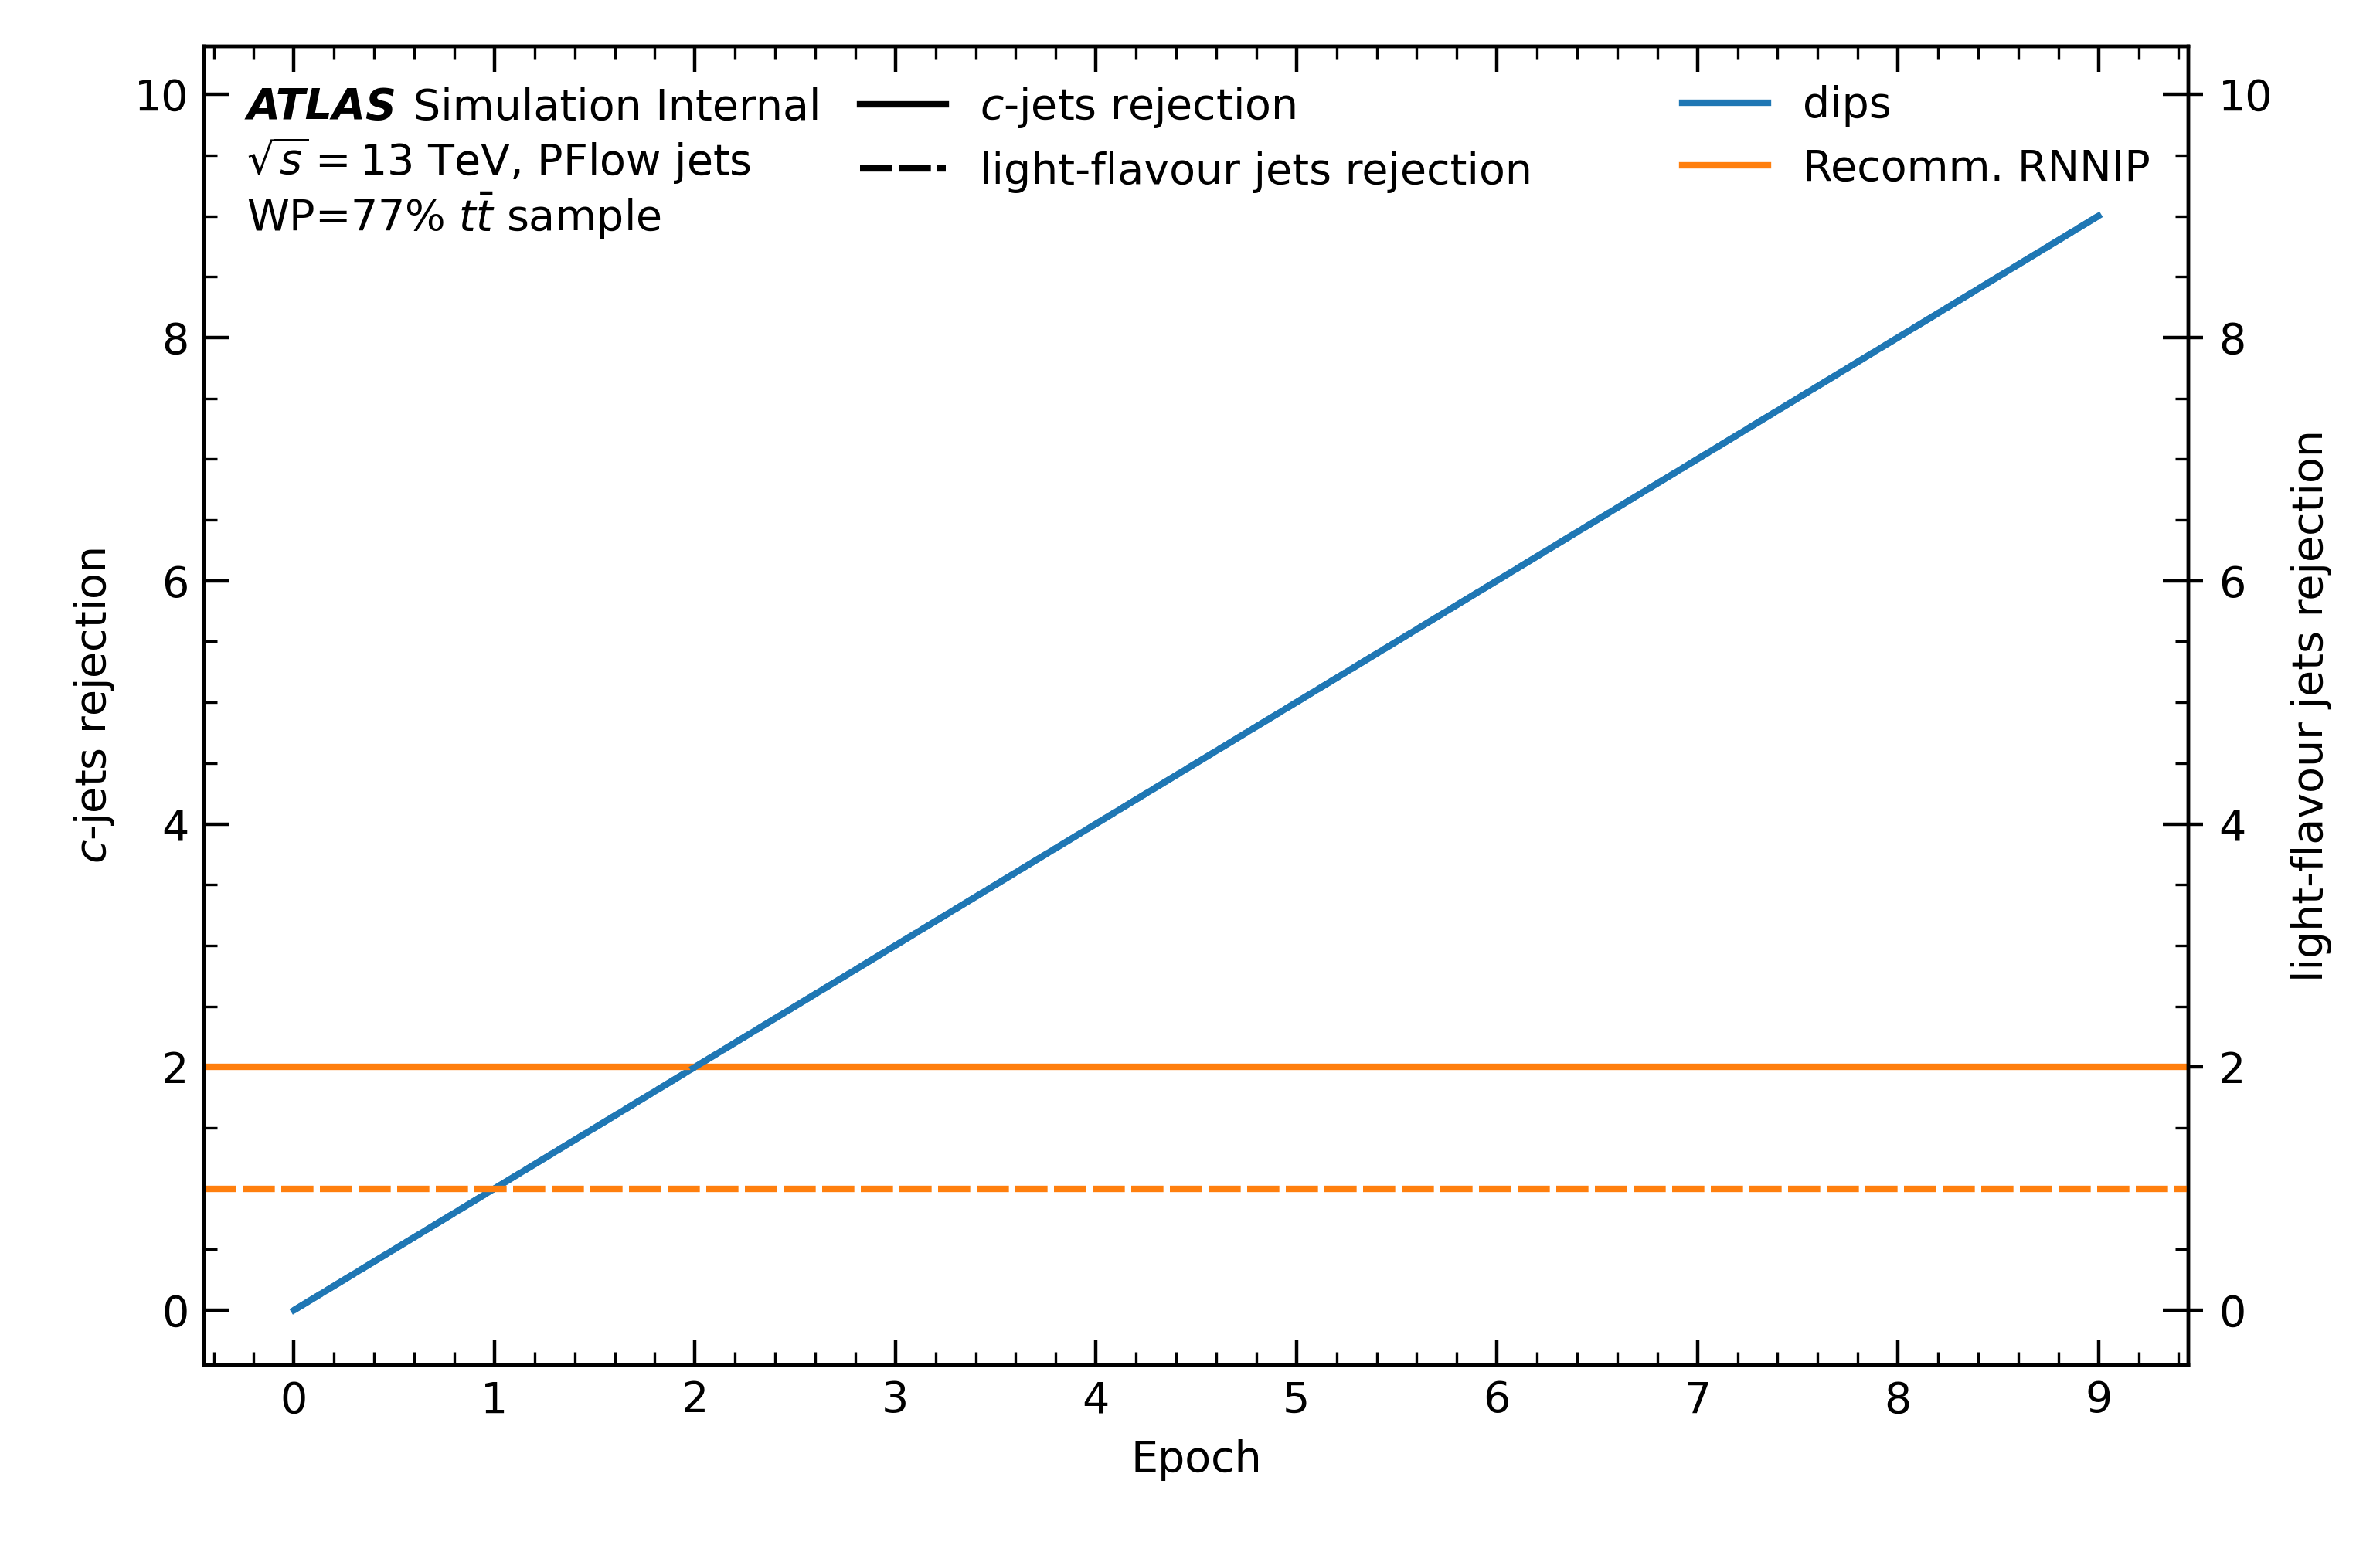 ATLAS Simulation Internal
√s = 13 TeV, PFlow jets
WP=77% tt̄ sample
c-jets rejection
light-flavour jets rejection
dips
Recomm. RNNIP
c-jets rejection
10
8
6
4
2
0
10
8
6
4
2
0
light-flavour jets rejection
0 1 2 3 4 5 6 7 8 9
Epoch